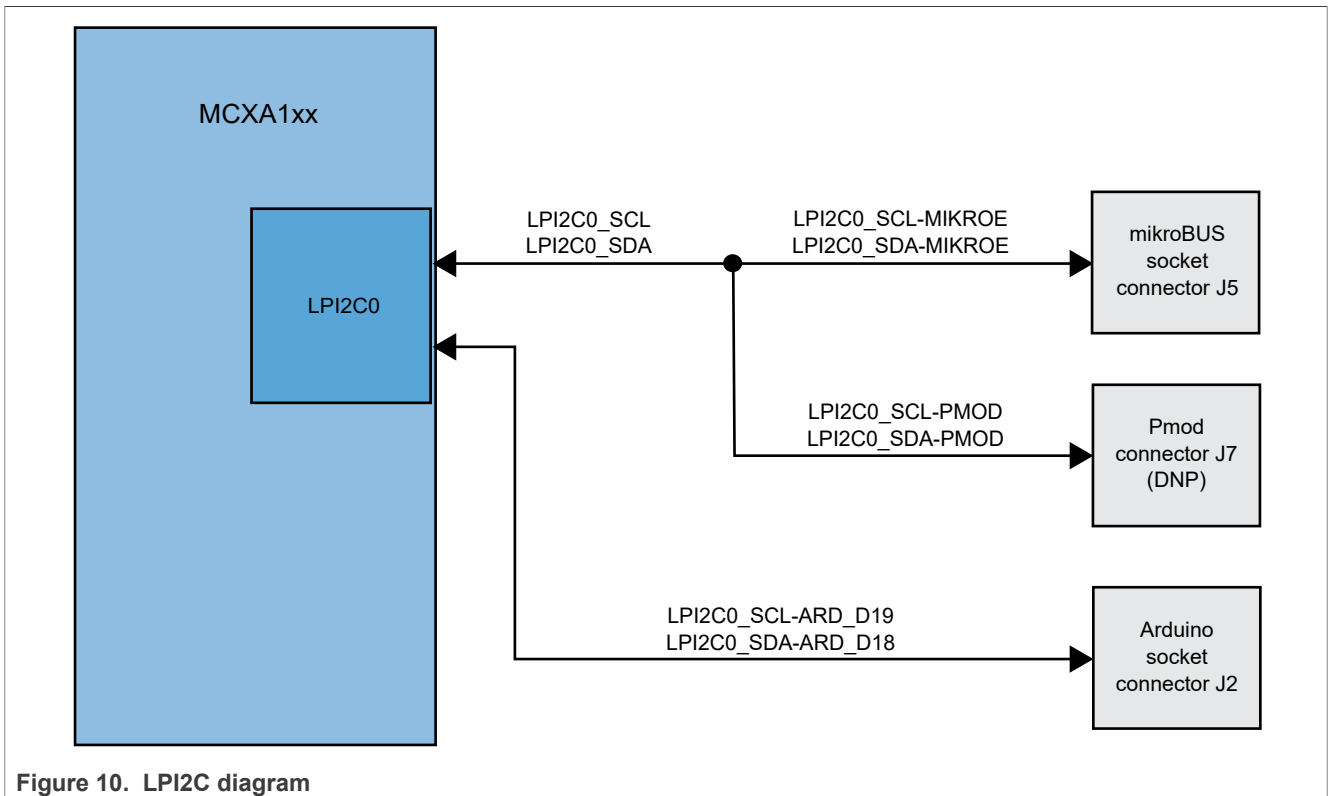 MCXA1xx
LPI2C0
LPI2C0_SCL
LPI2C0_SDA
LPI2C0_SCL-MIKROE
LPI2C0_SDA-MIKROE
mikroBUS
socket
connector J5
LPI2C0_SCL-PMOD
LPI2C0_SDA-PMOD
Pmod
connector J7
(DNP)
LPI2C0_SCL-ARD_D19
LPI2C0_SDA-ARD_D18
Arduino
socket
connector J2
Figure 10. LPI2C diagram